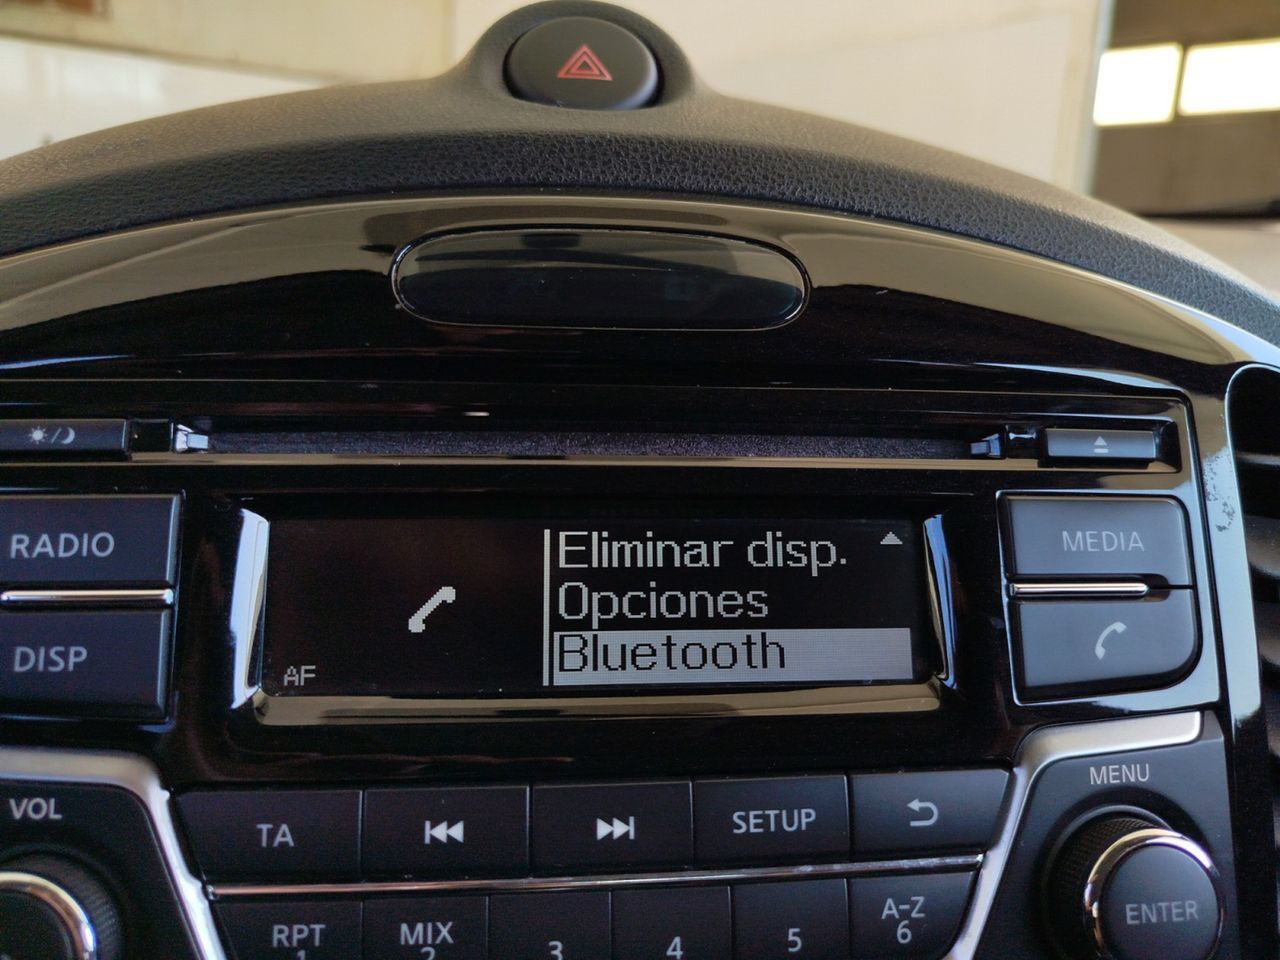 RADIO
DISP
AF
Eliminar disp.
Opciones
Bluetooth
MEDIA
VOL
TA
SETUP
MENU
RPT
1
MIX
2
3
4
5
A-Z
6
ENTER